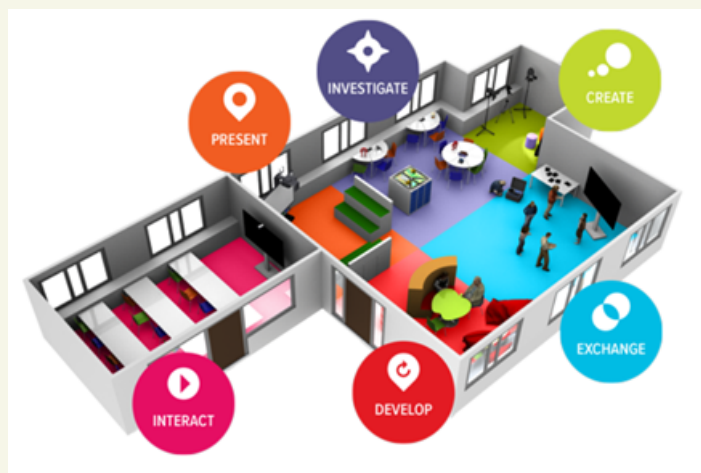 INVESTIGATE
CREATE
PRESENT
EXCHANGE
DEVELOP
INTERACT